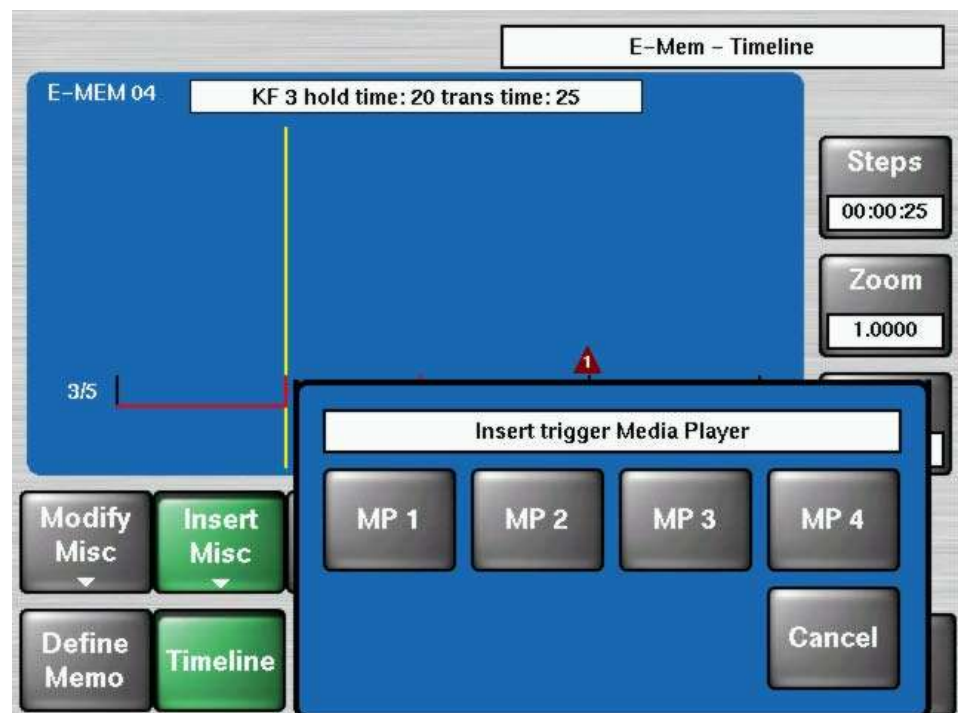 E-Mem - Timeline
E-MEM 04
KF 3 hold time: 20 trans time: 25
Steps
00:00:25
Zoom
1.0000
1
3/5
Insert trigger Media Player
MP 1
MP 2
MP 3
MP 4
Modify
Misc
Insert
Misc
Cancel
Define
Memo
Timeline